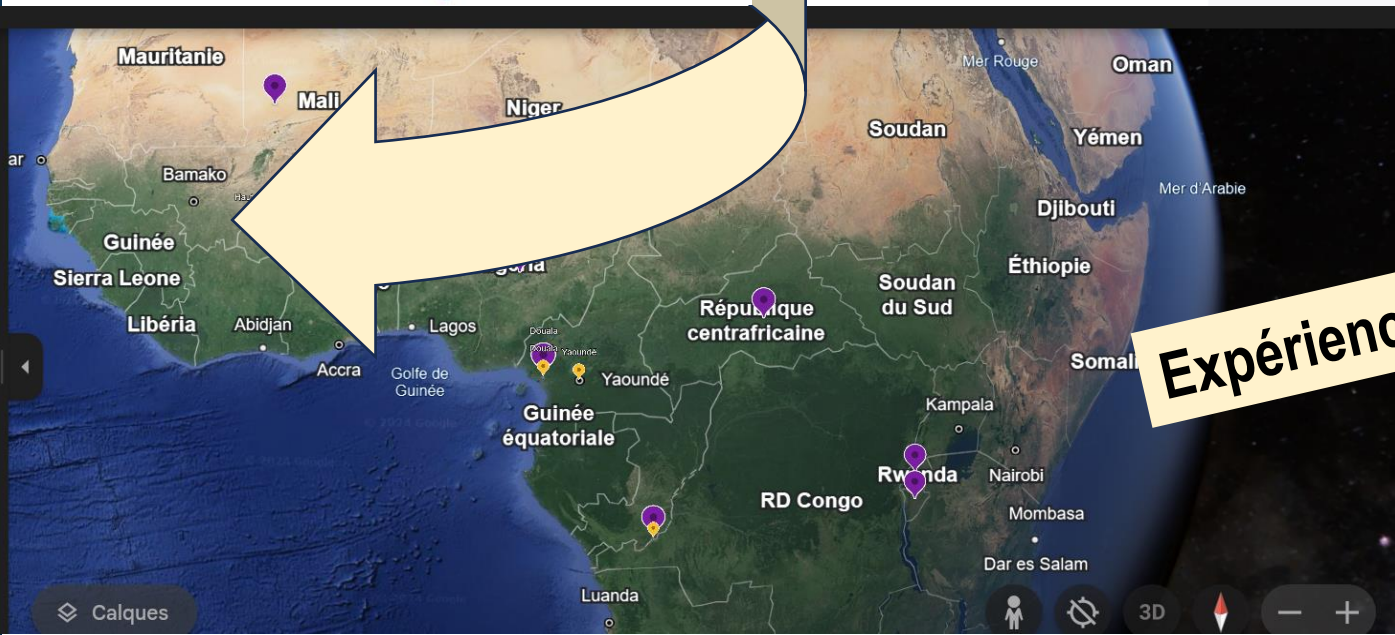 Mauritanie
Mer Rouge
Oman
Mali
Niger
Soudan
Yémen
ar
Bamako
Mer d'Arabie
Djibouti
Guinée
Sierra Leone
Éthiopie
Soudan
du Sud
République
centrafricaine
Libéria
Abidjan
Lagos
Douala
Douala
Yaoundé
Accra
Golfe de
Guinée
Yaoundé
Somali
Expérienc
Guinée
équatoriale
Kampala
Rwanda
Nairobi
RD Congo
Mombasa
Dar es Salam
Luanda
Calques
3D